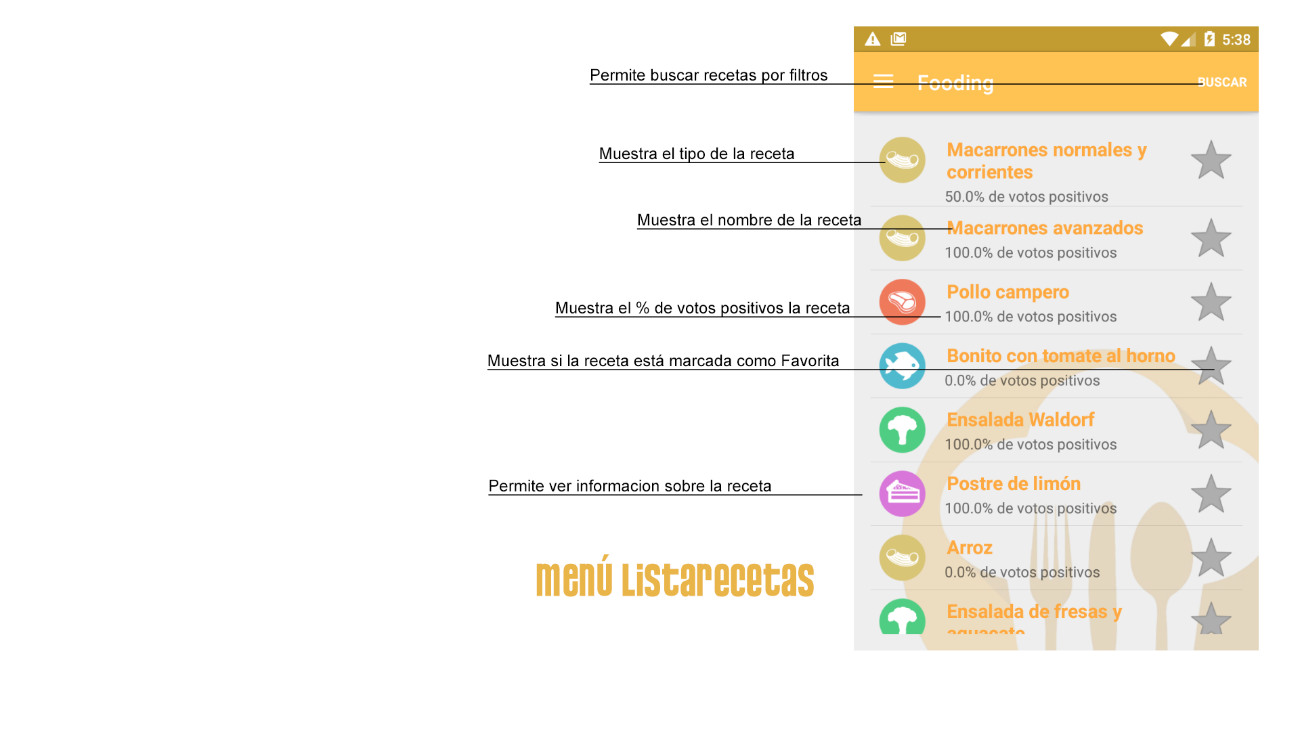 5:38
Permite buscar recetas por filtros
Fooding
BUSCAR
Muestra el tipo de la receta
Macarrones normales y
corrientes
50.0% de votos positivos
Muestra el nombre de la receta
Macarrones avanzados
100.0% de votos positivos
Pollo campero
Muestra el % de votos positivos la receta
100.0% de votos positivos
Muestra si la receta está marcada como Favorita
Bonito con tomate al horno
0.0% de votos positivos
Ensalada Waldorf
100.0% de votos positivos
Permite ver informacion sobre la receta
Postre de limón
100.0% de votos positivos
Arroz
0.0% de votos positivos
menú Listarecetas
Ensalada de fresas y
aguacate